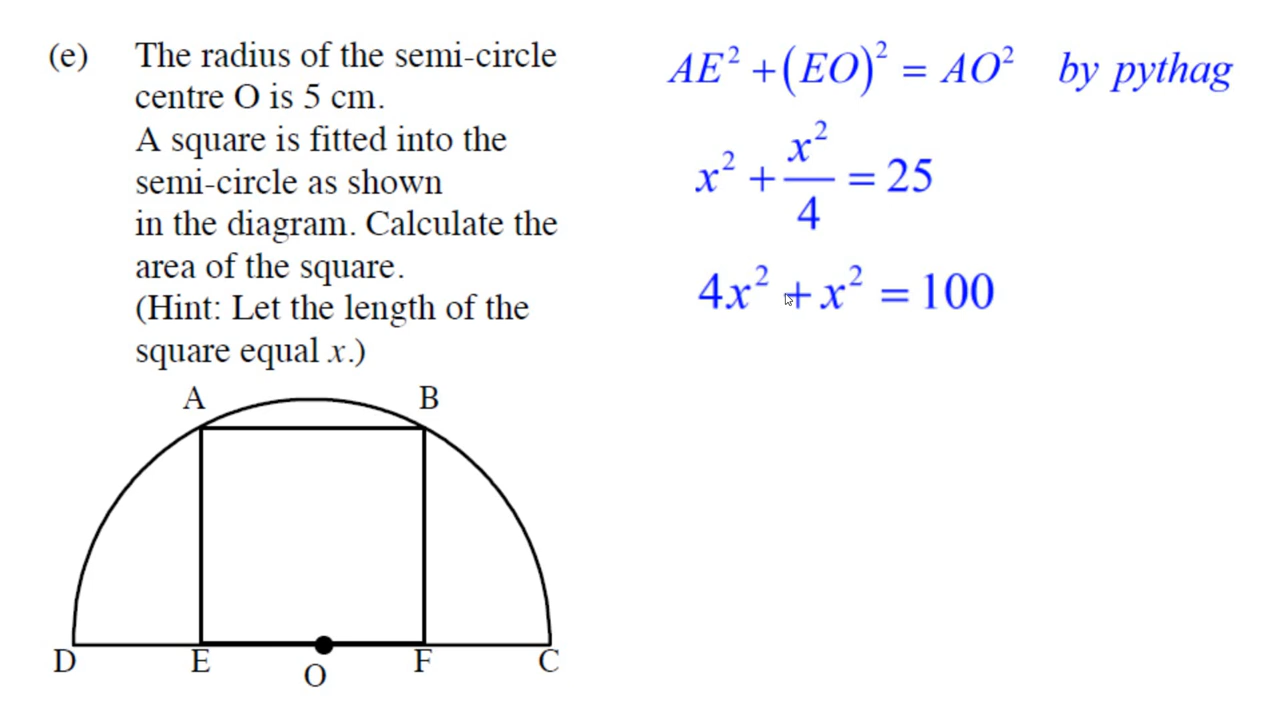 (e) The radius of the semi-circle
centre O is 5 cm.
A square is fitted into the
semi-circle as shown
in the diagram. Calculate the
area of the square.
(Hint: Let the length of the
square equal x.)
AE² + (EO)² = AO² by pythag
x² + x²/4 = 25
4x² + x² = 100
A B
D E O F C